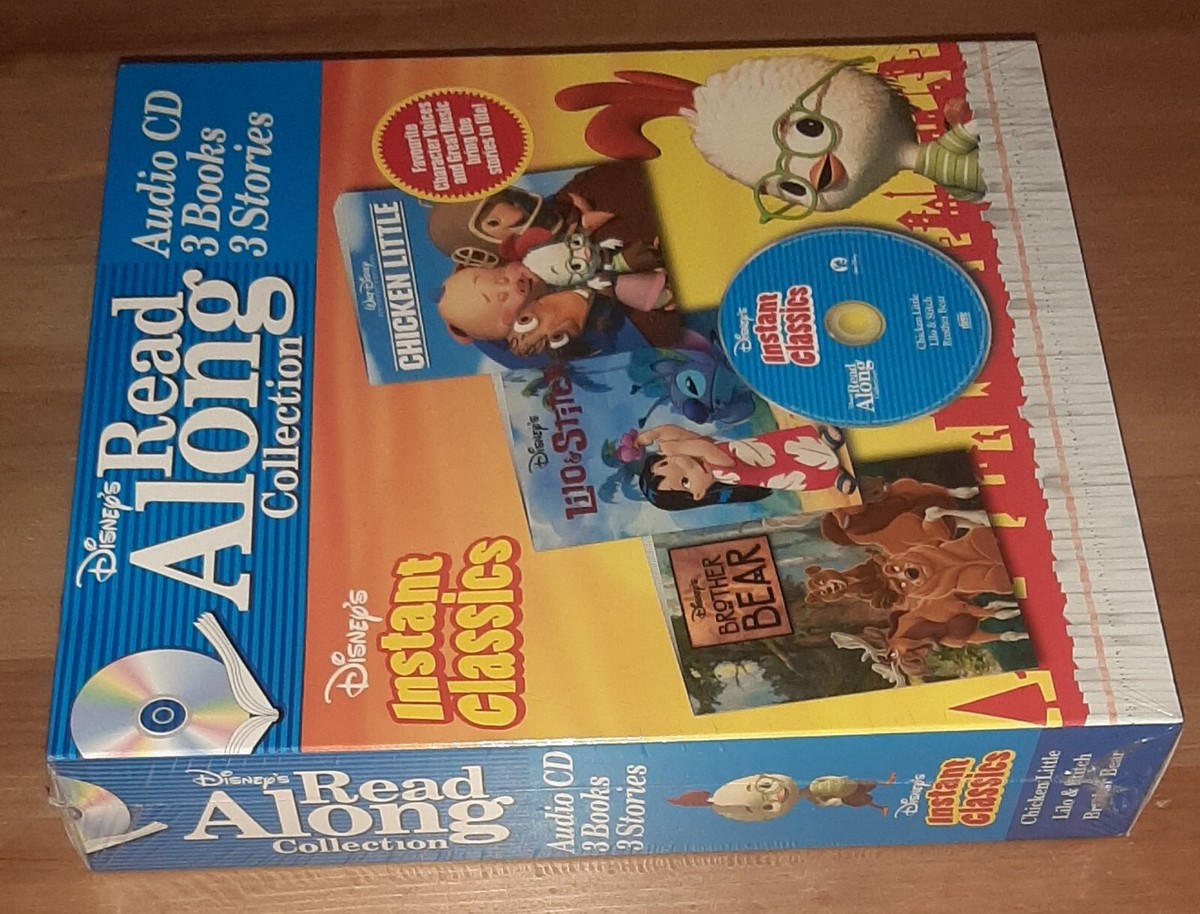 Disney's
Read
Along
Collection
Audio CD
3 Books
3 Stories
Disney's
Instant
Classics
Favourite
Character Voices
and Great Music
bring the
stories to life!
Walt Disney
CHICKEN LITTLE
Disney's
Lilo & Stitch
Disney's
BROTHER
BEAR
Disney's
Instant
Classics
Read
Along
Chicken Little
Lilo & Stitch
Brother Bear
Disney's
Read
Along
Collection
Audio CD
3 Books
3 Stories
Disney's
Instant
Classics
Chicken Little
Lilo & Stitch
Brother Bear